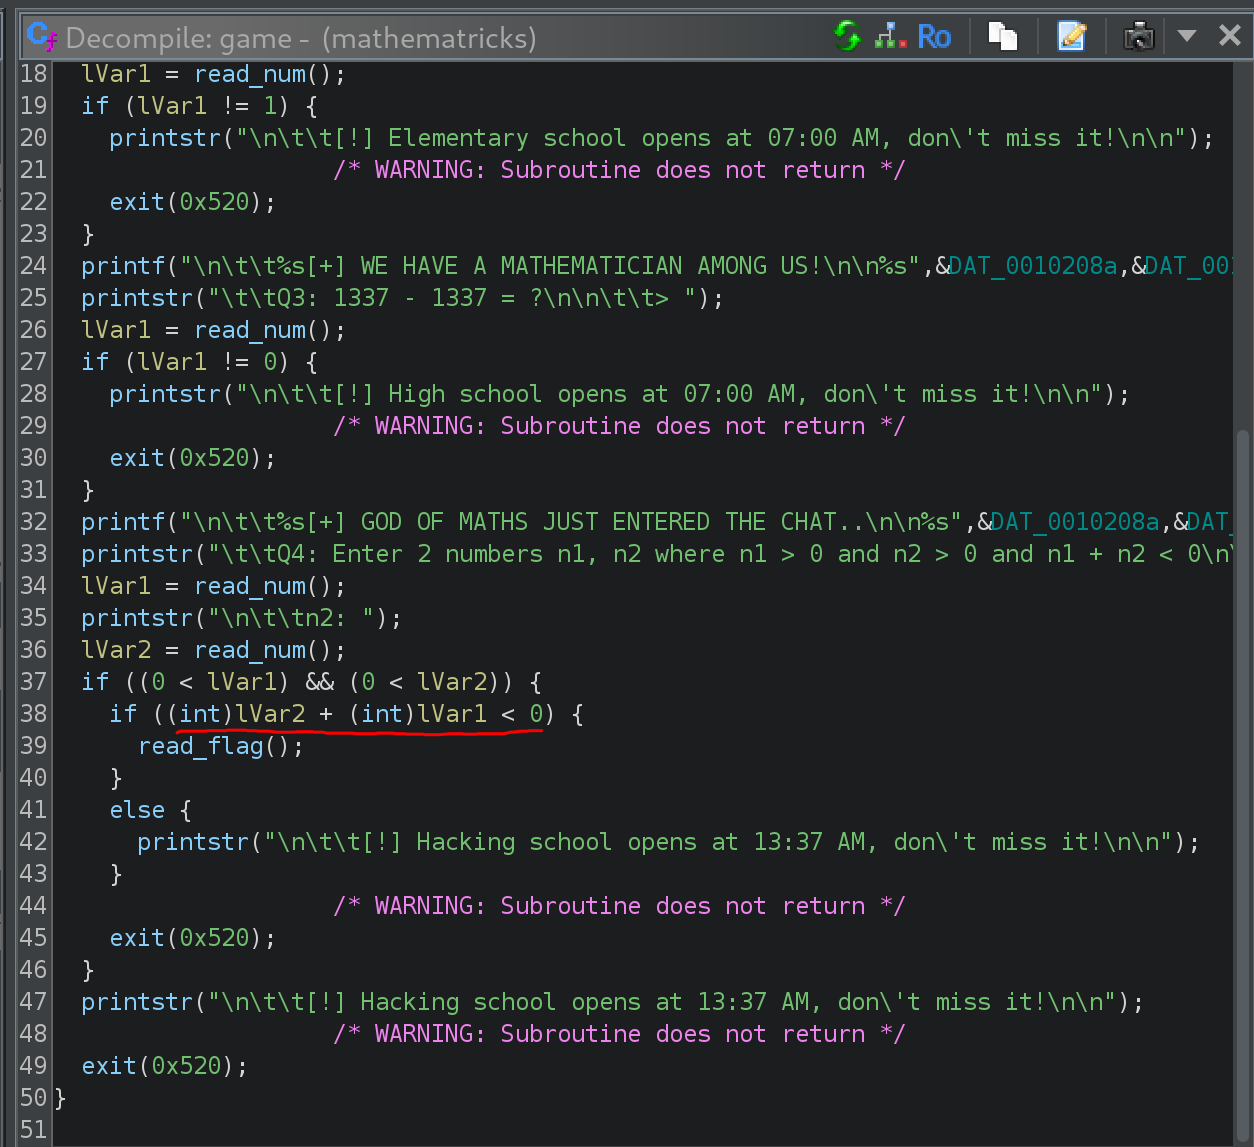 Decompile: game - (mathematricks)
Ro
18 lVar1 = read_num();
19 if (lVar1 != 1) {
20 printstr("\n\t\t[!] Elementary school opens at 07:00 AM, don\'t miss it!\n\n");
21 /* WARNING: Subroutine does not return */
22 exit(0x520);
23 }
24 printf("\n\t\t%s[+] WE HAVE A MATHEMATICIAN AMONG US!\n\n%s",&DAT_0010208a,&DAT_001
25 printstr("\t\tQ3: 1337 - 1337 = ?\n\n\t\t> ");
26 lVar1 = read_num();
27 if (lVar1 != 0) {
28 printstr("\n\t\t[!] High school opens at 07:00 AM, don\'t miss it!\n\n");
29 /* WARNING: Subroutine does not return */
30 exit(0x520);
31 }
32 printf("\n\t\t%s[+] GOD OF MATHS JUST ENTERED THE CHAT..\n\n%s",&DAT_0010208a,&DAT_
33 printstr("\t\tQ4: Enter 2 numbers n1, n2 where n1 > 0 and n2 > 0 and n1 + n2 < 0\n\
34 lVar1 = read_num();
35 printstr("\n\t\tn2: ");
36 lVar2 = read_num();
37 if ((0 < lVar1) && (0 < lVar2)) {
38 if ((int)lVar2 + (int)lVar1 < 0) {
39 read_flag();
40 }
41 else {
42 printstr("\n\t\t[!] Hacking school opens at 13:37 AM, don\'t miss it!\n\n");
43 }
44 /* WARNING: Subroutine does not return */
45 exit(0x520);
46 }
47 printstr("\n\t\t[!] Hacking school opens at 13:37 AM, don\'t miss it!\n\n");
48 /* WARNING: Subroutine does not return */
49 exit(0x520);
50 }
51